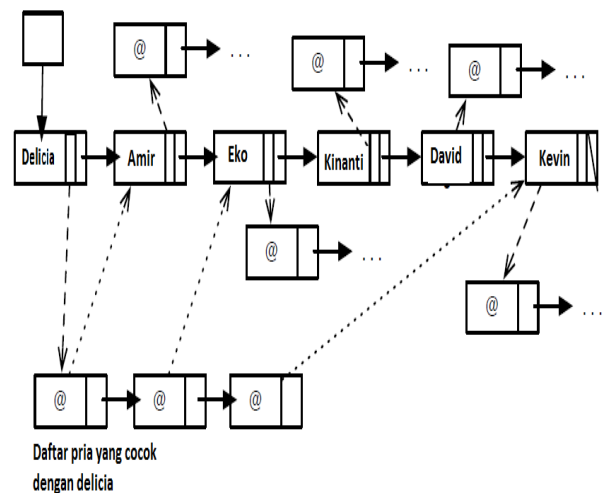 @ ...
@ ...
@ ...
Delicia Amir Eko Kinanti David Kevin
@ ...
@ ...
@ @ @
Daftar pria yang cocok
dengan delicia